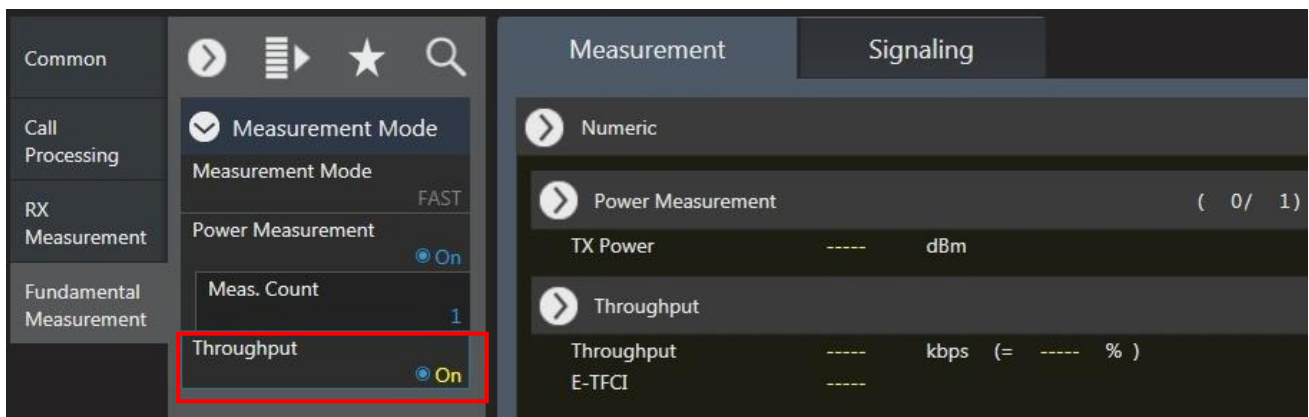 Common
Call
Processing
RX
Measurement
Fundamental
Measurement
Measurement Mode
Measurement Mode
FAST
Power Measurement
On
Meas. Count
1
Throughput
On
Measurement Signaling
Numeric
Power Measurement ( 0/ 1)
TX Power ----- dBm
Throughput
Throughput ----- kbps (= ----- % )
E-TFCI -----